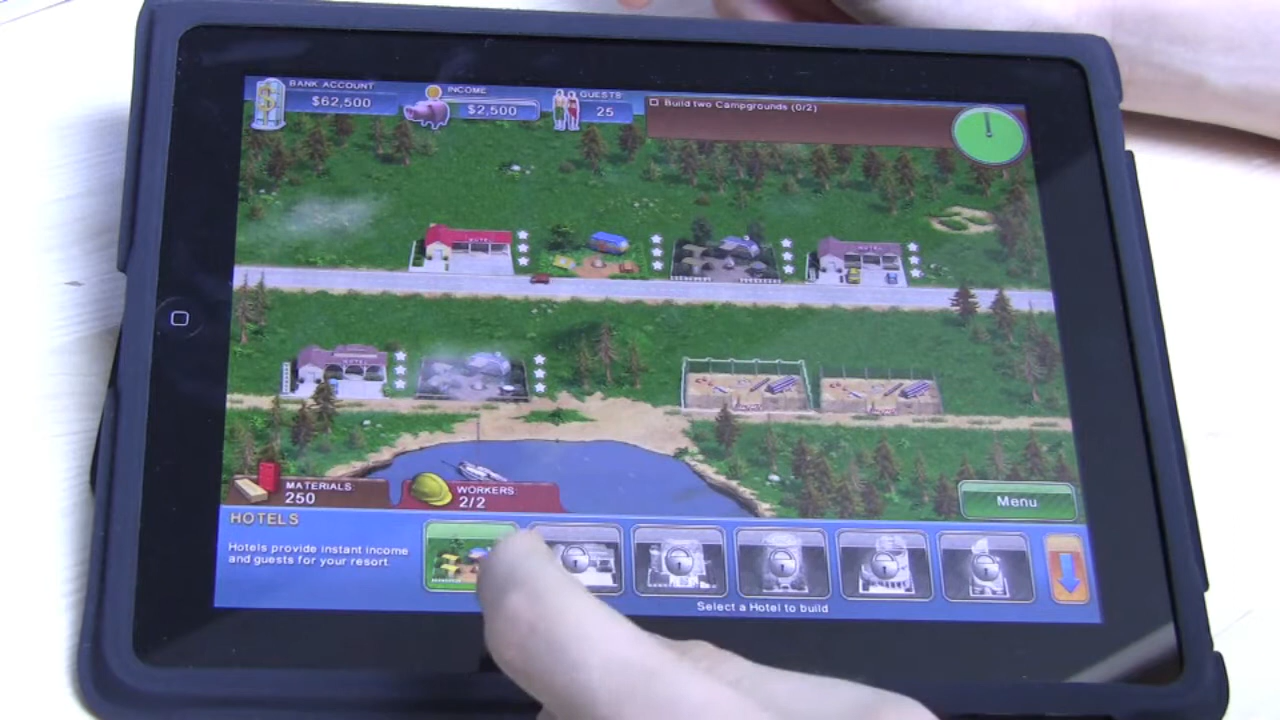 BANK ACCOUNT
$62,500
INCOME
$2,500
GUESTS:
25
Build two Campgrounds (0/2)
HOTEL
MATERIALS:
250
WORKERS:
2/2
Menu
HOTELS
Hotels provide instant income
and guests for your resort.
Select a Hotel to build